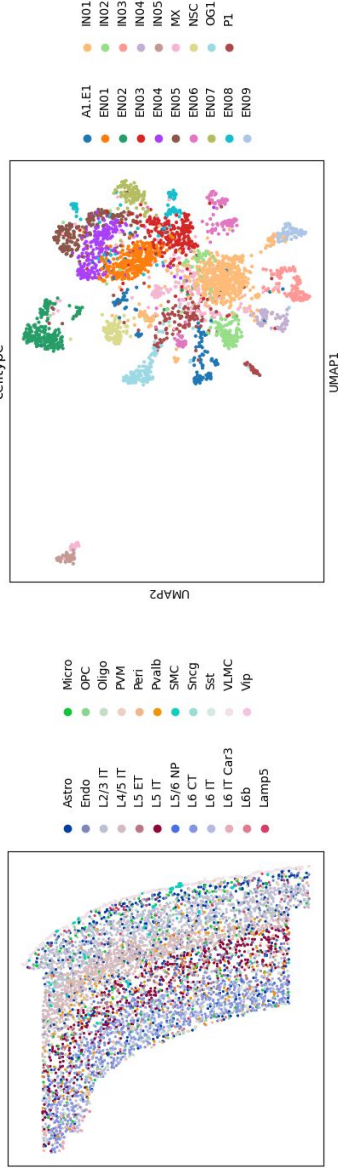 celltype
UMAP1
UMAP2
A1.E1
EN01
EN02
EN03
EN04
EN05
EN06
EN07
EN08
EN09
IN01
IN02
IN03
IN04
IN05
MX
NSC
OG1
P1
Astro
Endo
L2/3 IT
L4/5 IT
L5 ET
L5 IT
L5/6 NP
L6 CT
L6 IT
L6 IT Car3
L6b
Lamp5
Micro
OPC
Oligo
PVM
Peri
Pvalb
SMC
Sncg
Sst
VLMC
Vip